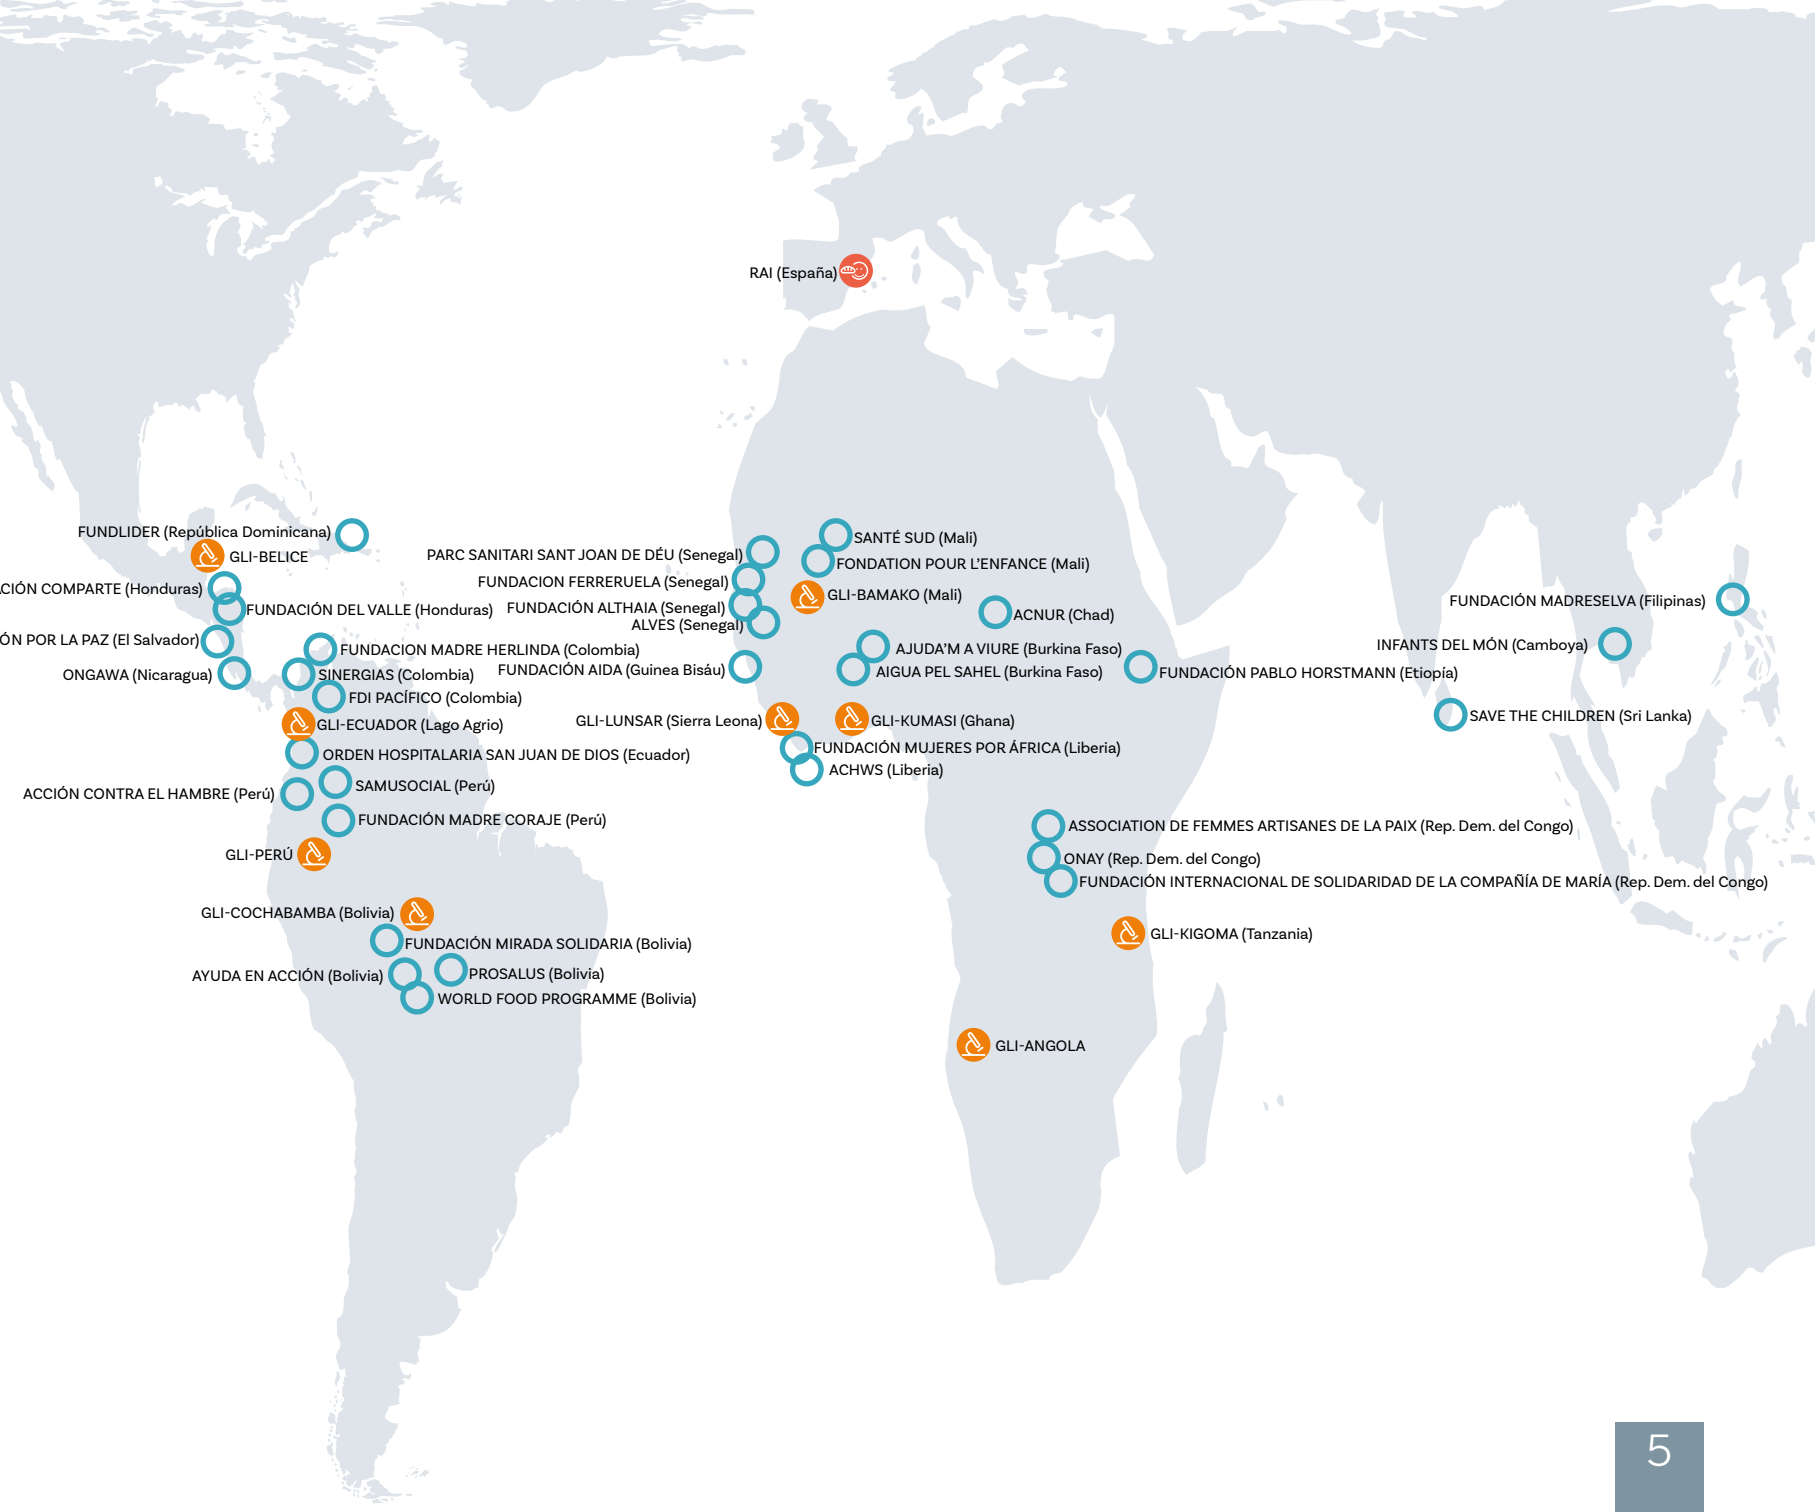 RAI (España)
FUNDLIDER (República Dominicana)
GLI-BELICE
CIÓN COMPARTE (Honduras)
FUNDACIÓN DEL VALLE (Honduras)
ÓN POR LA PAZ (El Salvador)
ONGAWA (Nicaragua)
FUNDACION MADRE HERLINDA (Colombia)
SINERGIAS (Colombia)
FDI PACÍFICO (Colombia)
GLI-ECUADOR (Lago Agrio)
ORDEN HOSPITALARIA SAN JUAN DE DIOS (Ecuador)
SAMUSOCIAL (Perú)
ACCIÓN CONTRA EL HAMBRE (Perú)
FUNDACIÓN MADRE CORAJE (Perú)
GLI-PERÚ
GLI-COCHABAMBA (Bolivia)
FUNDACIÓN MIRADA SOLIDARIA (Bolivia)
AYUDA EN ACCIÓN (Bolivia)
PROSALUS (Bolivia)
WORLD FOOD PROGRAMME (Bolivia)
PARC SANITARI SANT JOAN DE DÉU (Senegal)
FUNDACION FERRERUELA (Senegal)
FUNDACIÓN ALTHAIA (Senegal)
ALVES (Senegal)
FUNDACIÓN AIDA (Guinea Bisáu)
SANTÉ SUD (Mali)
FONDATION POUR L'ENFANCE (Mali)
GLI-BAMAKO (Mali)
ACNUR (Chad)
AJUDA'M A VIURE (Burkina Faso)
AIGUA PEL SAHEL (Burkina Faso)
FUNDACIÓN PABLO HORSTMANN (Etiopía)
GLI-LUNSAR (Sierra Leona)
GLI-KUMASI (Ghana)
FUNDACIÓN MUJERES POR ÁFRICA (Liberia)
ACHWS (Liberia)
ASSOCIATION DE FEMMES ARTISANES DE LA PAIX (Rep. Dem. del Congo)
ONAY (Rep. Dem. del Congo)
FUNDACIÓN INTERNACIONAL DE SOLIDARIDAD DE LA COMPAÑÍA DE MARÍA (Rep. Dem. del Congo)
GLI-KIGOMA (Tanzania)
GLI-ANGOLA
FUNDACIÓN MADRESELVA (Filipinas)
INFANTS DEL MÓN (Camboya)
SAVE THE CHILDREN (Sri Lanka)
5